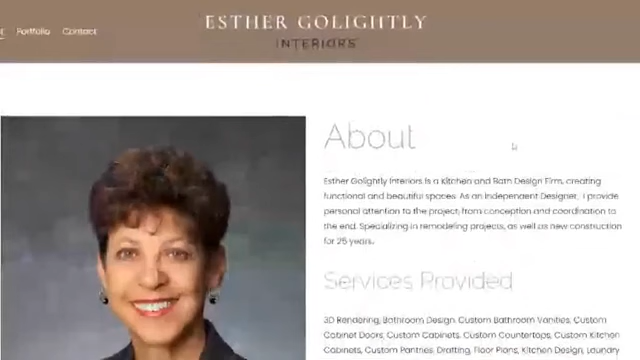 ESTHER GOLIGHTLY
Portfolio Contact
INTERIORS
About
Esther Golightly Interiors is a Kitchen and Bath Design Firm, creating
functional and beautiful spaces. As an Independent Designer, I provide
personal attention to the project from conception and coordination to
the end. Specializing in remodeling projects, as well as new construction
for 25 years.
Services Provided
3D Rendering, Bathroom Design, Custom Bathroom Vanities, Custom
Cabinet Doors, Custom Cabinets, Custom Countertops, Custom Kitchen
Cabinets, Custom Pantries, Drafting, Floor Plans, Kitchen Design, Laundry